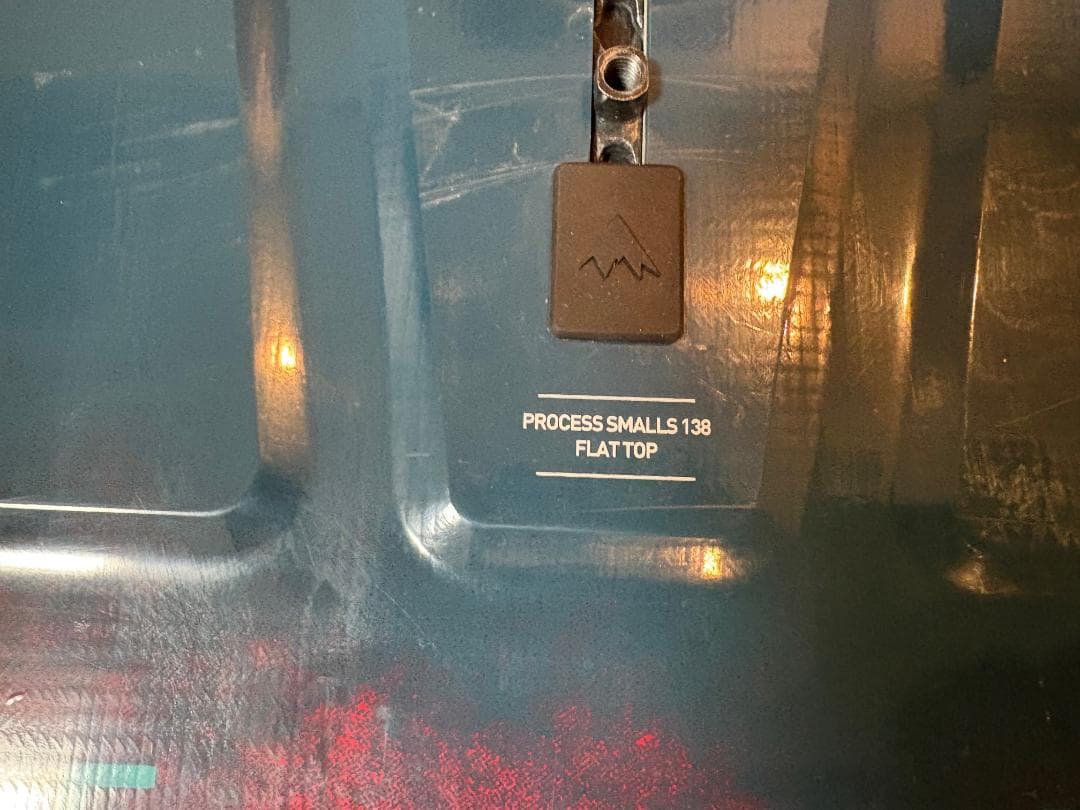 PROCESS SMALLS 138
FLAT TOP